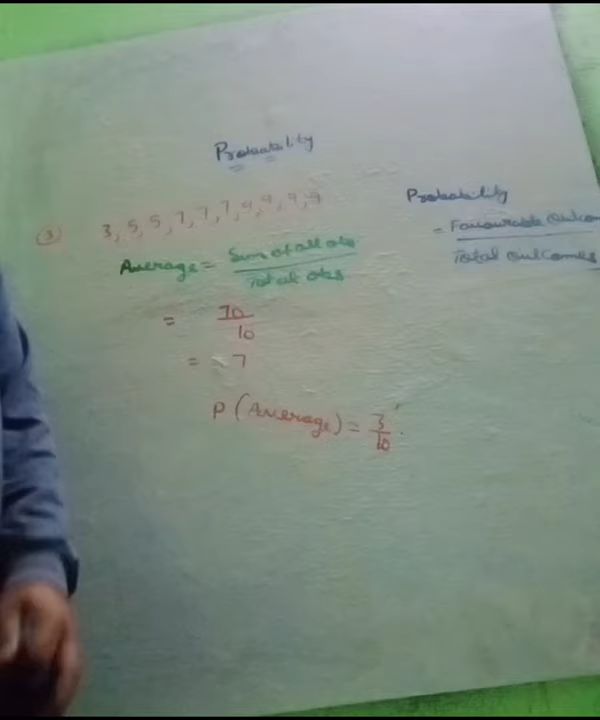 Probability
③ 3, 5, 5, 7, 7, 7, 9, 9, 9, 9
Average = Sum of all obs
Total obs
= 70
10
= 7
P (Average) = 3
10
Probability
= Favourable Outco
Total Outcomes